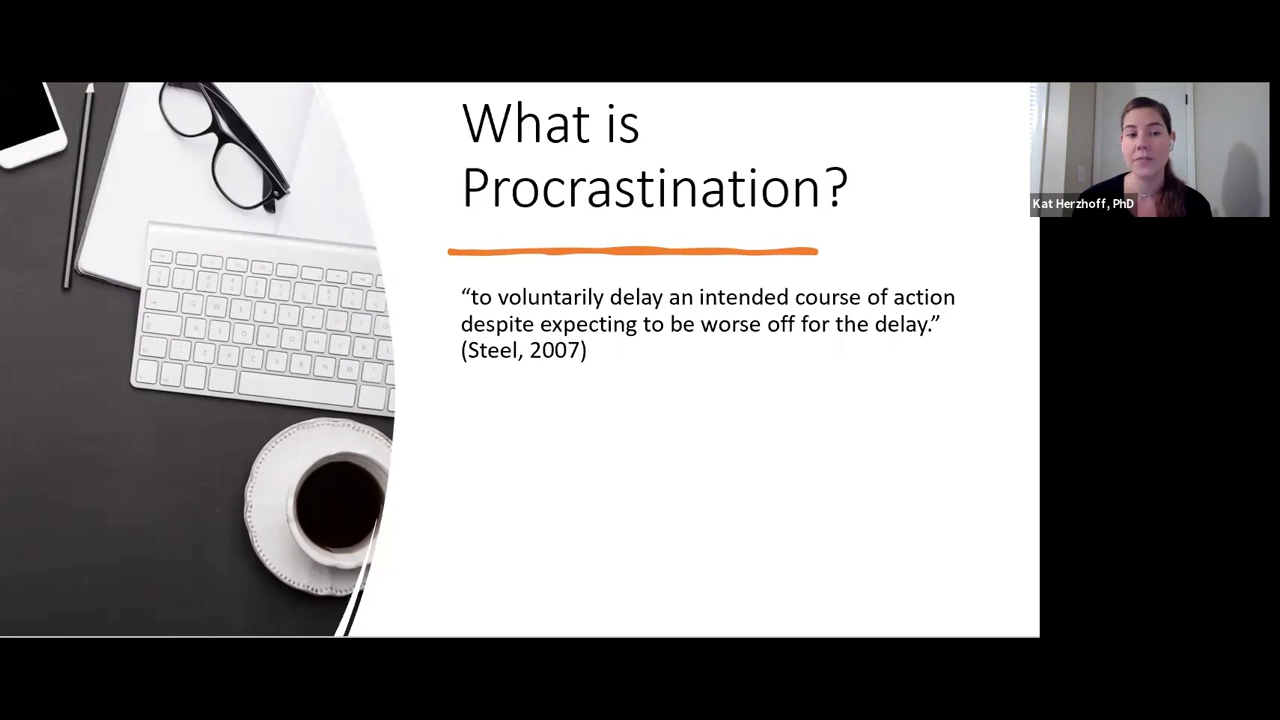 What is
Procrastination?
“to voluntarily delay an intended course of action
despite expecting to be worse off for the delay.”
(Steel, 2007)
Kat Herzhoff, PhD